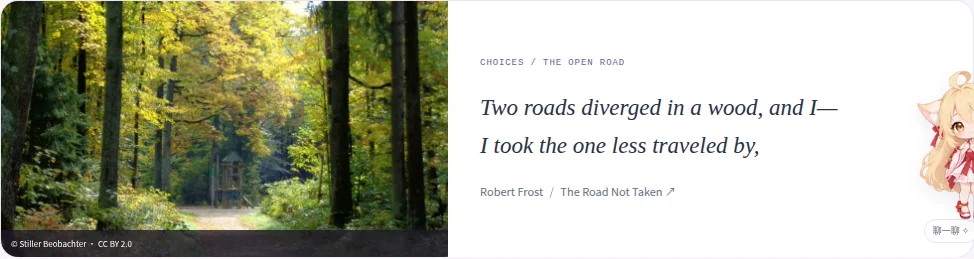 CHOICES / THE OPEN ROAD
Two roads diverged in a wood, and I—
I took the one less traveled by,
Robert Frost / The Road Not Taken ↗
© Stiller Beobachter · CC BY 2.0
聊一聊 ✧